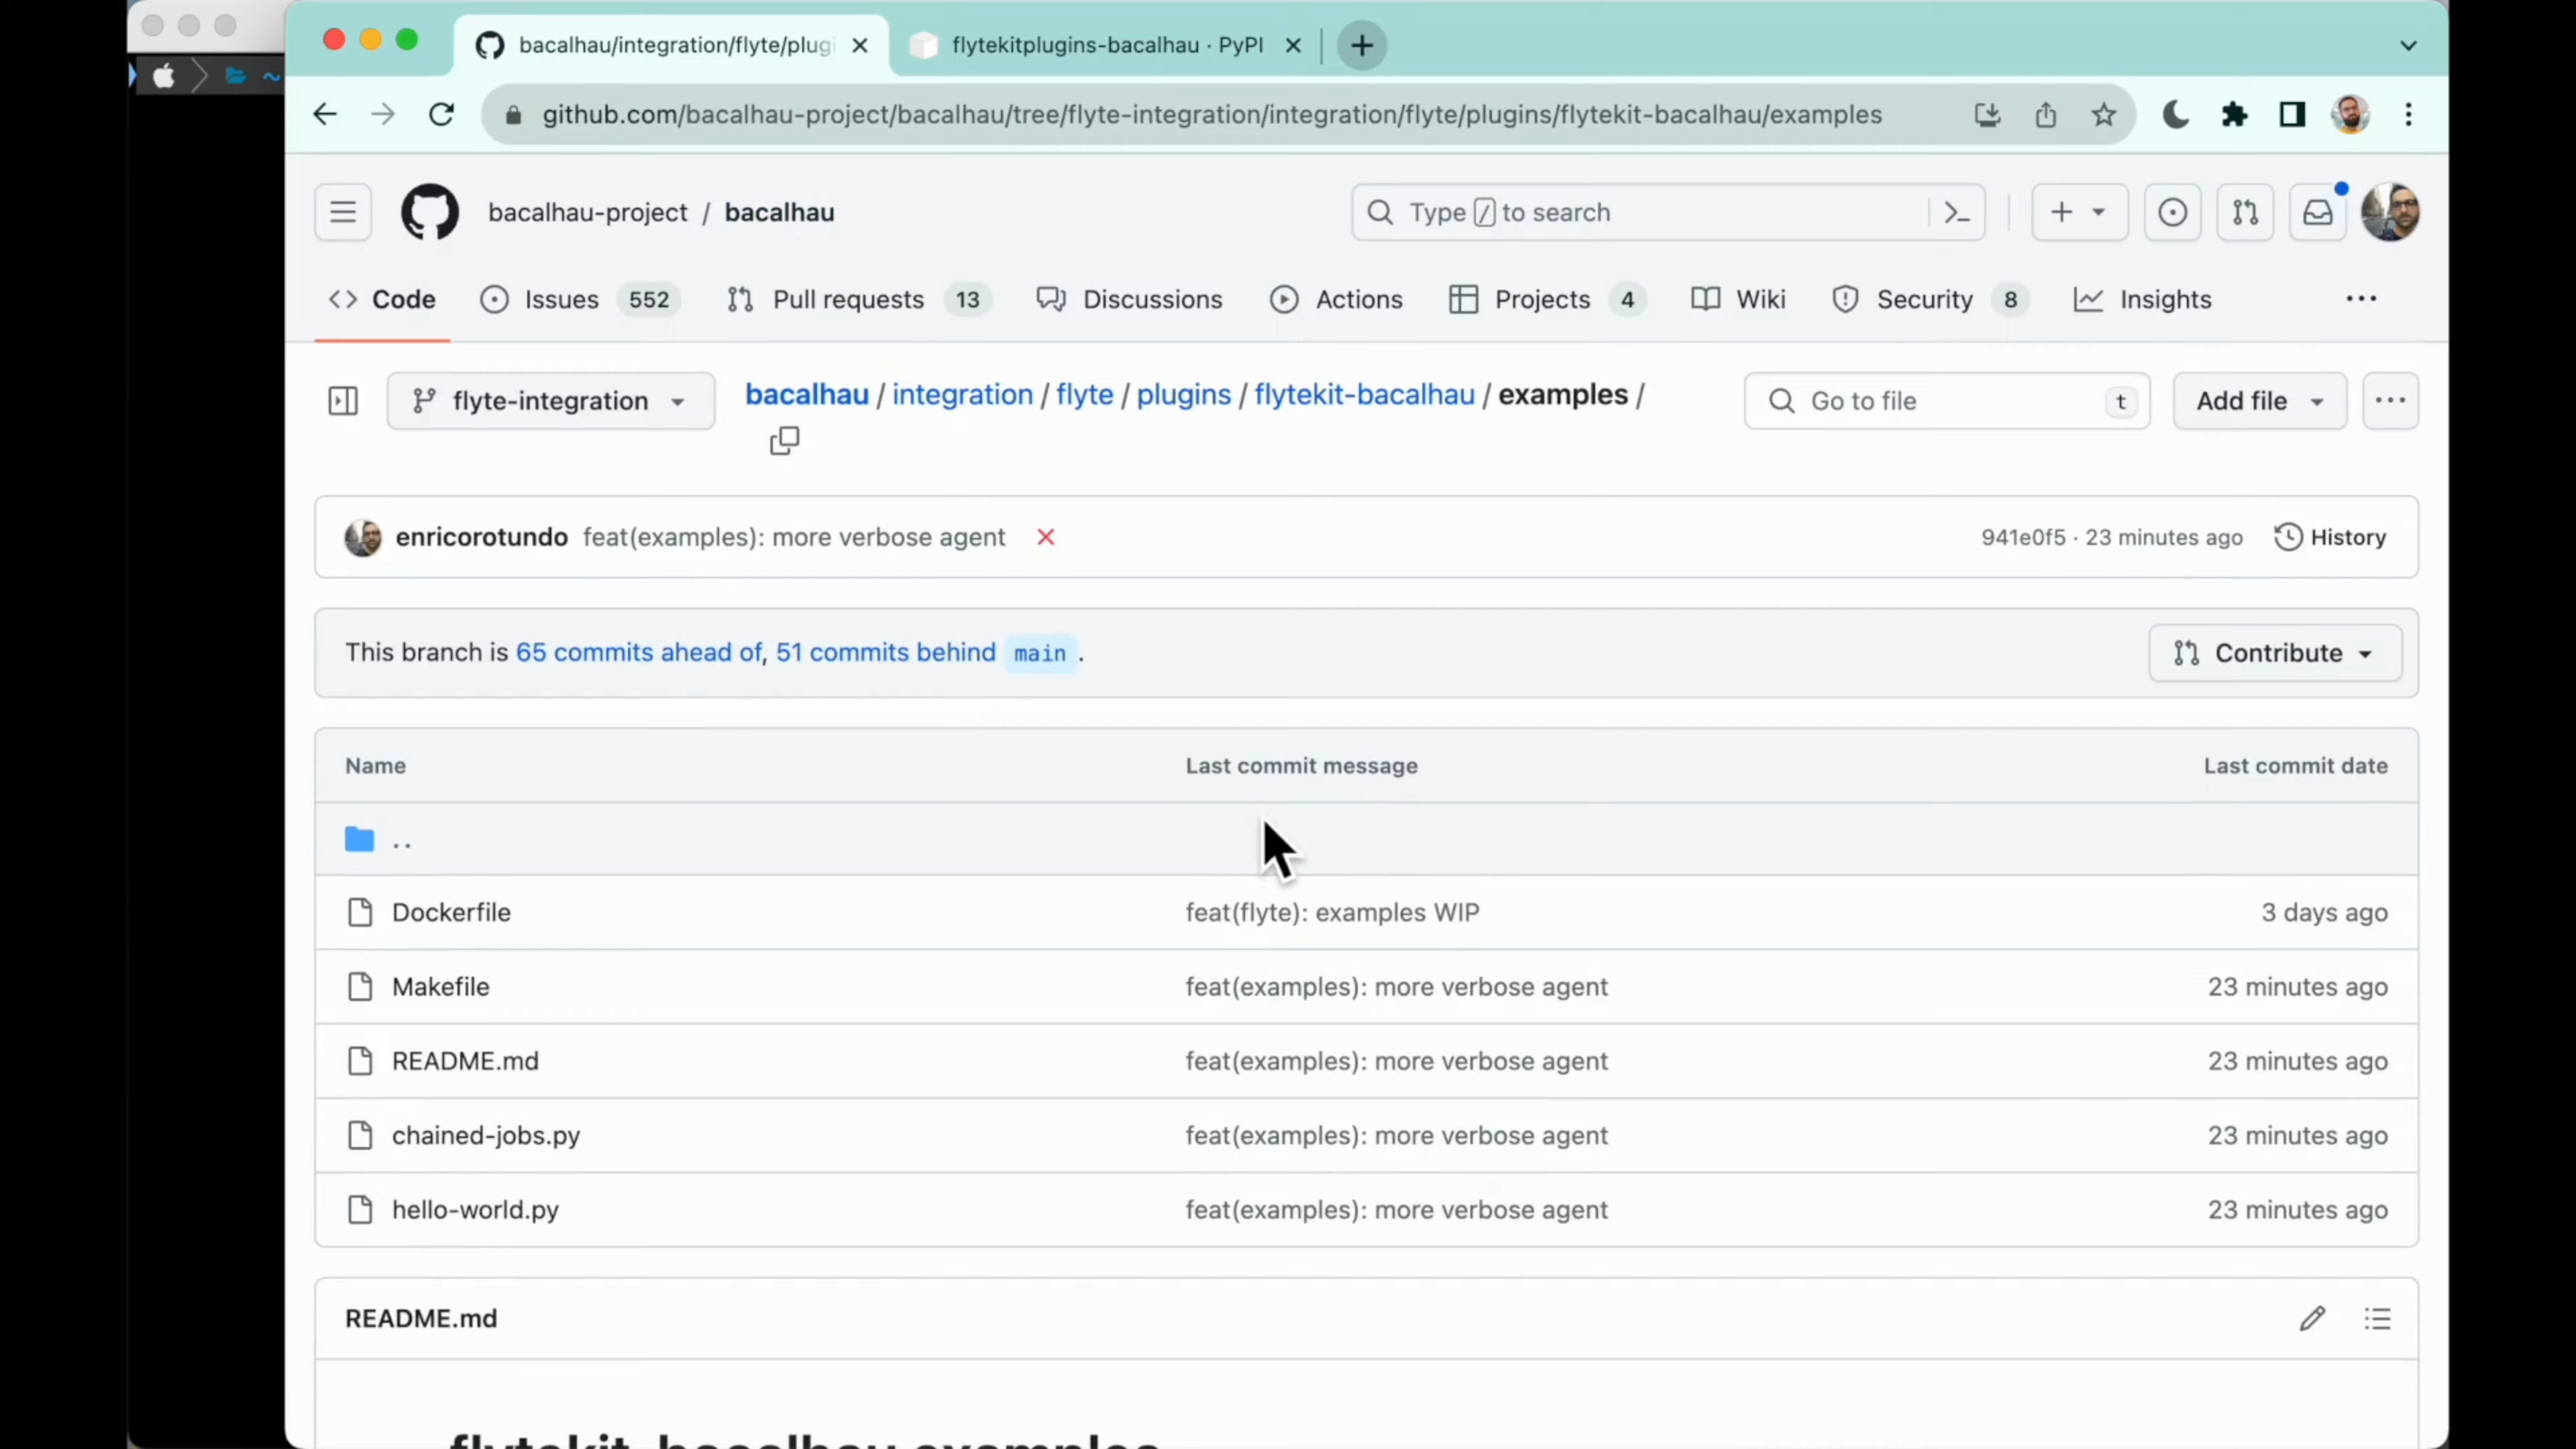 bacalhau/integration/flyte/plugi
flytekitplugins-bacalhau · PyPI
~
github.com/bacalhau-project/bacalhau/tree/flyte-integration/integration/flyte/plugins/flytekit-bacalhau/examples
bacalhau-project / bacalhau
Type / to search
Code
Issues 552
Pull requests 13
Discussions
Actions
Projects 4
Wiki
Security 8
Insights
flyte-integration
bacalhau / integration / flyte / plugins / flytekit-bacalhau / examples /
Go to file t
Add file
enricorotundo feat(examples): more verbose agent
941e0f5 · 23 minutes ago
History
This branch is 65 commits ahead of, 51 commits behind main .
Contribute
Name Last commit message Last commit date
..
Dockerfile feat(flyte): examples WIP 3 days ago
Makefile feat(examples): more verbose agent 23 minutes ago
README.md feat(examples): more verbose agent 23 minutes ago
chained-jobs.py feat(examples): more verbose agent 23 minutes ago
hello-world.py feat(examples): more verbose agent 23 minutes ago
README.md
flytekit-bacalhau examples